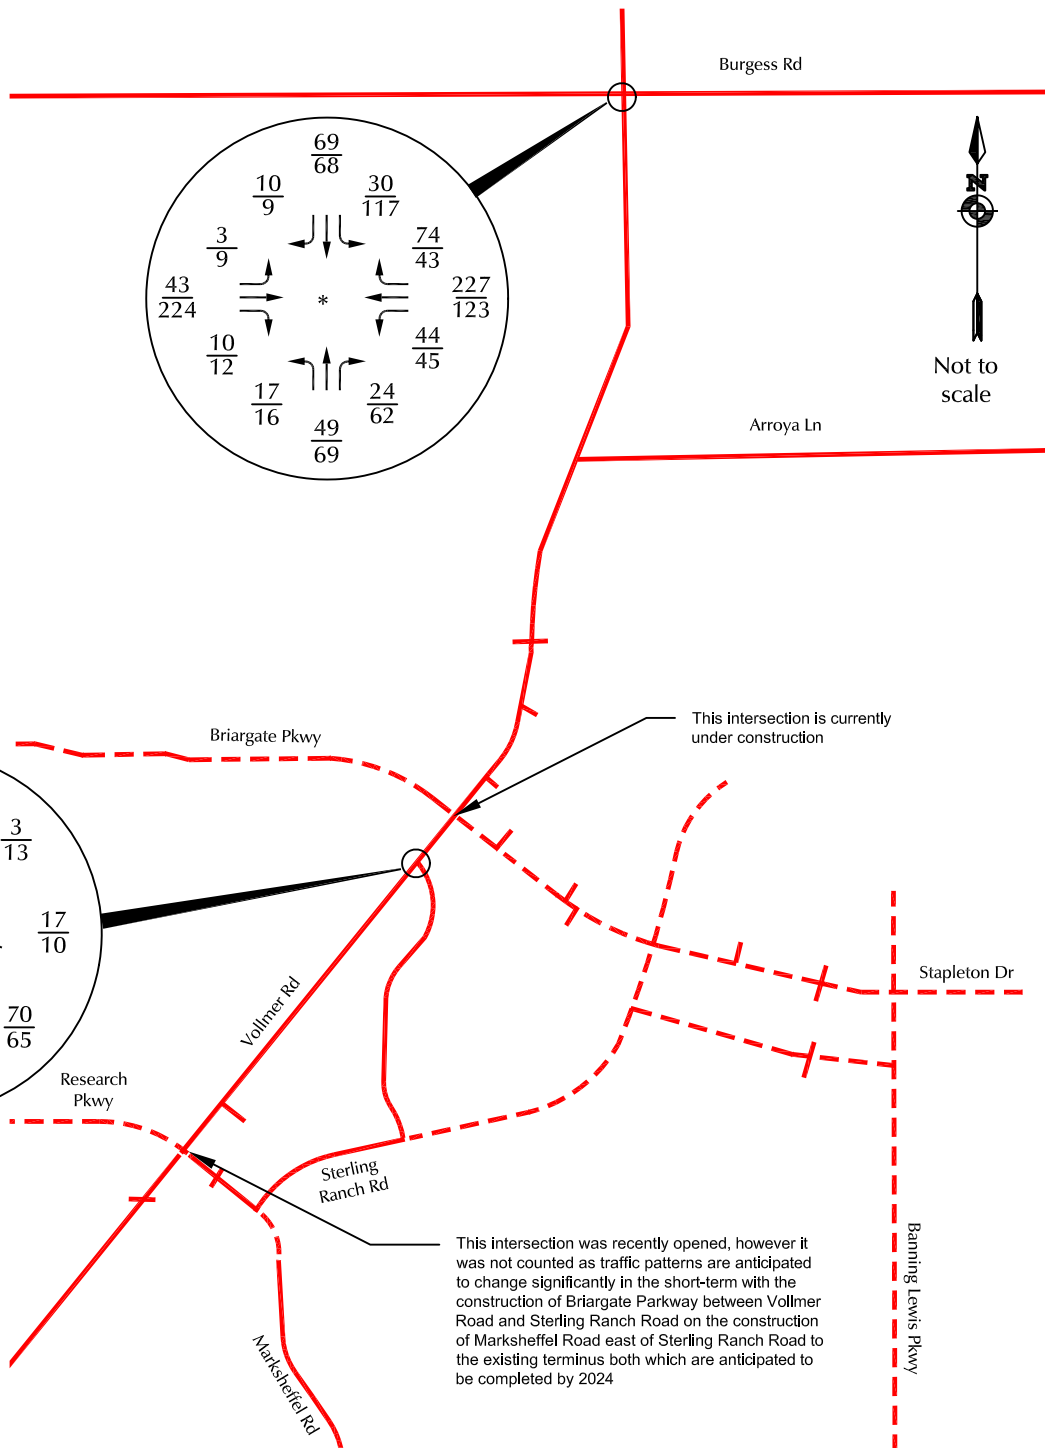 Burgess Rd
69
68
10
9
30
117
3
9
74
43
43
224
*
227
123
10
12
44
45
17
16
24
62
49
69
N
Not to
scale
Arroya Ln
Briargate Pkwy
This intersection is currently
under construction
3
13
17
10
70
65
Stapleton Dr
Vollmer Rd
Research
Pkwy
Sterling
Ranch Rd
Banning Lewis Pkwy
Marksheffel Rd
This intersection was recently opened, however it
was not counted as traffic patterns are anticipated
to change significantly in the short-term with the
construction of Briargate Parkway between Vollmer
Road and Sterling Ranch Road on the construction
of Marksheffel Road east of Sterling Ranch Road to
the existing terminus both which are anticipated to
be completed by 2024